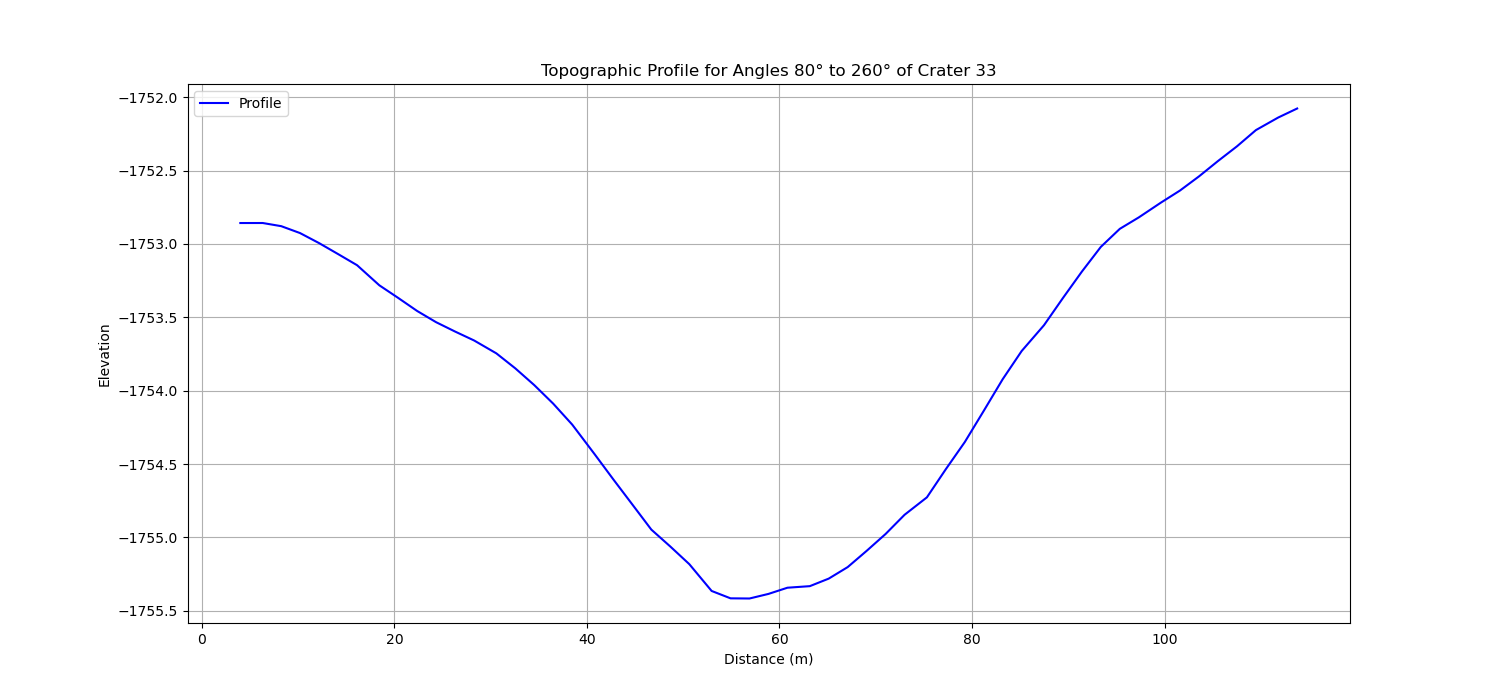 Topographic Profile for Angles 80° to 260° of Crater 33
Profile
−1752.0
−1752.5
−1753.0
−1753.5
−1754.0
−1754.5
−1755.0
−1755.5
Elevation
0 20 40 60 80 100
Distance (m)